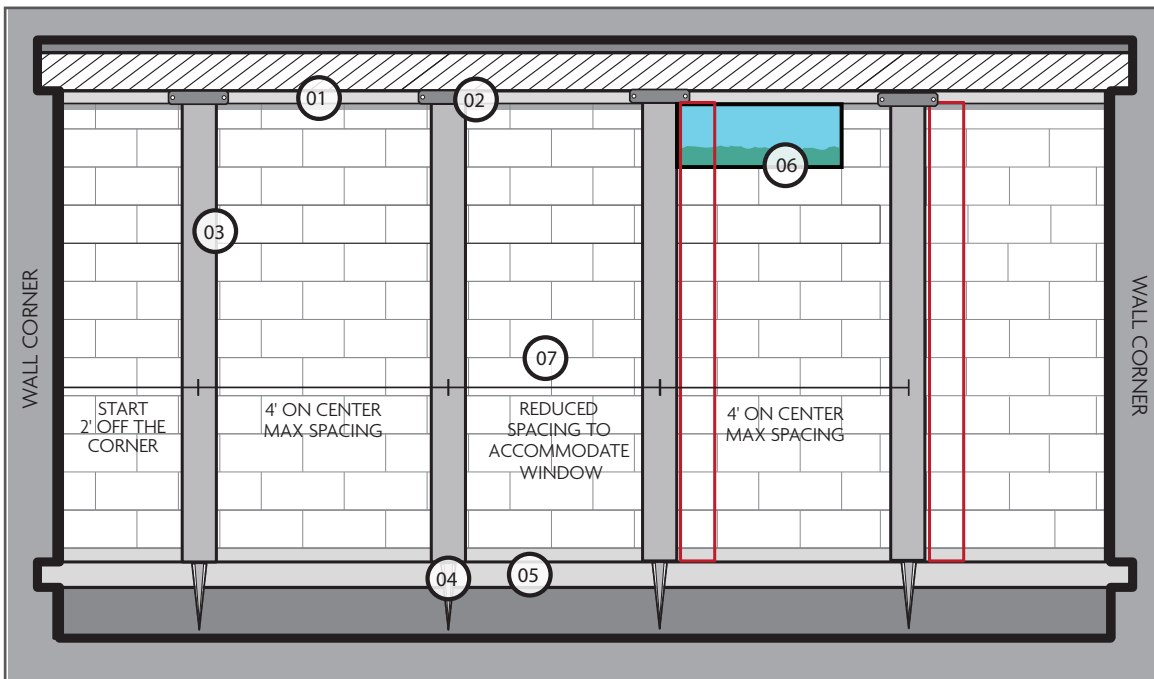 01
02
03
06
07
WALL CORNER
WALL CORNER
START
2' OFF THE
CORNER
4' ON CENTER
MAX SPACING
REDUCED
SPACING TO
ACCOMMODATE
WINDOW
4' ON CENTER
MAX SPACING
04
05